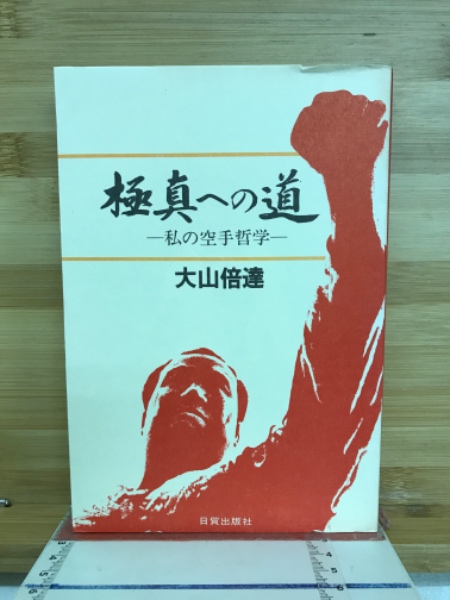 極真への道
―私の空手哲学―
大山倍達
日貿出版社